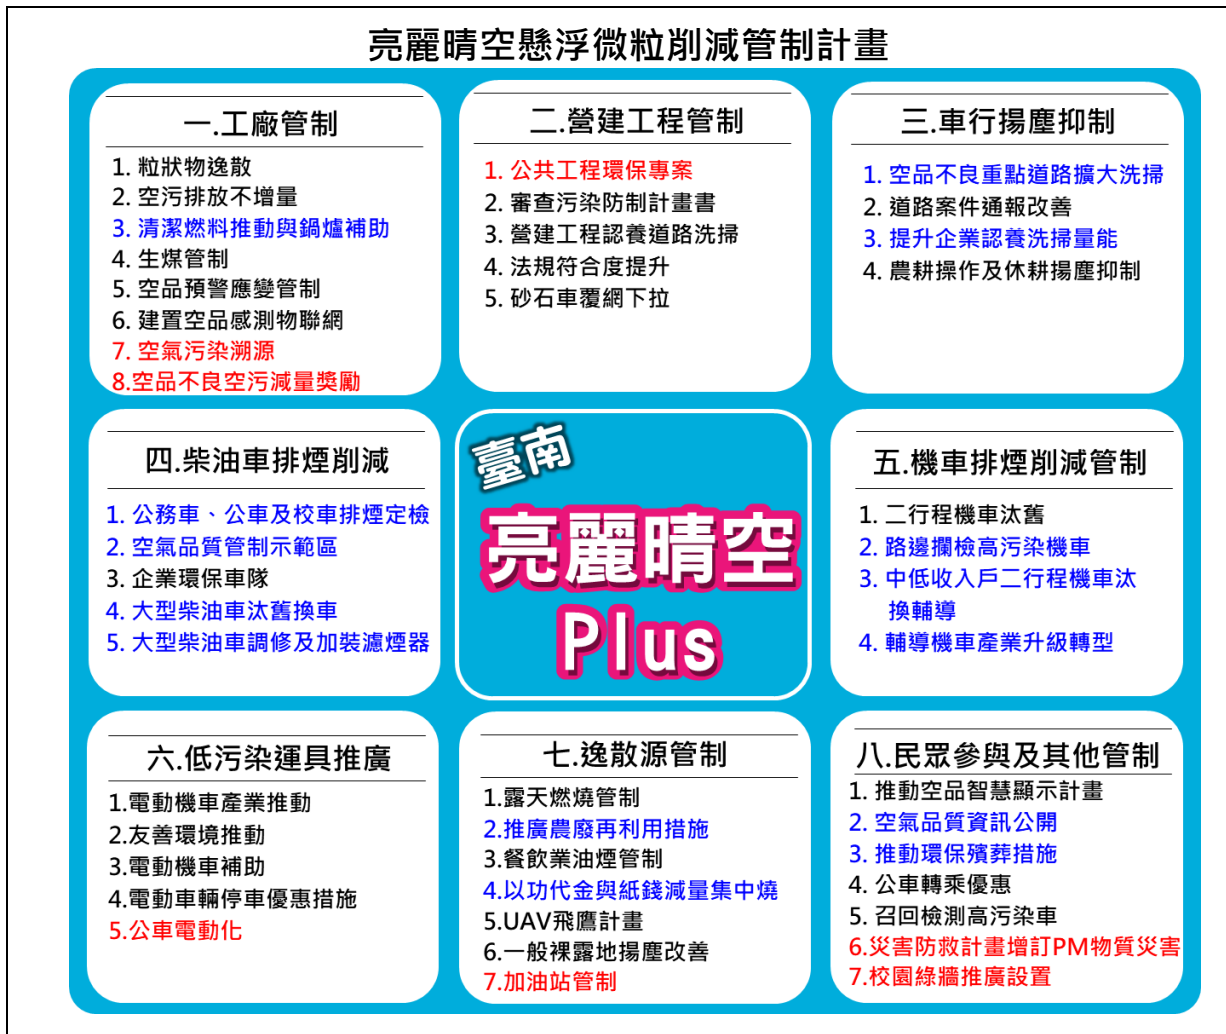 亮麗晴空懸浮微粒削減管制計畫
一.工廠管制
1. 粒狀物逸散
2. 空污排放不增量
3. 清潔燃料推動與鍋爐補助
4. 生煤管制
5. 空品預警應變管制
6. 建置空品感測物聯網
7. 空氣污染溯源
8.空品不良空污減量獎勵
二.營建工程管制
1. 公共工程環保專案
2. 審查污染防制計畫書
3. 營建工程認養道路洗掃
4. 法規符合度提升
5. 砂石車覆網下拉
三.車行揚塵抑制
1. 空品不良重點道路擴大洗掃
2. 道路案件通報改善
3. 提升企業認養洗掃量能
4. 農耕操作及休耕揚塵抑制
四.柴油車排煙削減
1. 公務車、公車及校車排煙定檢
2. 空氣品質管制示範區
3. 企業環保車隊
4. 大型柴油車汰舊換車
5. 大型柴油車調修及加裝濾煙器
臺南
亮麗晴空
Plus
五.機車排煙削減管制
1. 二行程機車汰舊
2. 路邊攔檢高污染機車
3. 中低收入戶二行程機車汰
換輔導
4. 輔導機車產業升級轉型
六.低污染運具推廣
1.電動機車產業推動
2.友善環境推動
3.電動機車補助
4.電動車輛停車優惠措施
5.公車電動化
七.逸散源管制
1.露天燃燒管制
2.推廣農廢再利用措施
3.餐飲業油煙管制
4.以功代金與紙錢減量集中燒
5.UAV飛鷹計畫
6.一般裸露地揚塵改善
7.加油站管制
八.民眾參與及其他管制
1. 推動空品智慧顯示計畫
2. 空氣品質資訊公開
3. 推動環保殯葬措施
4. 公車轉乘優惠
5. 召回檢測高污染車
6.災害防救計畫增訂PM物質災害
7.校園綠牆推廣設置